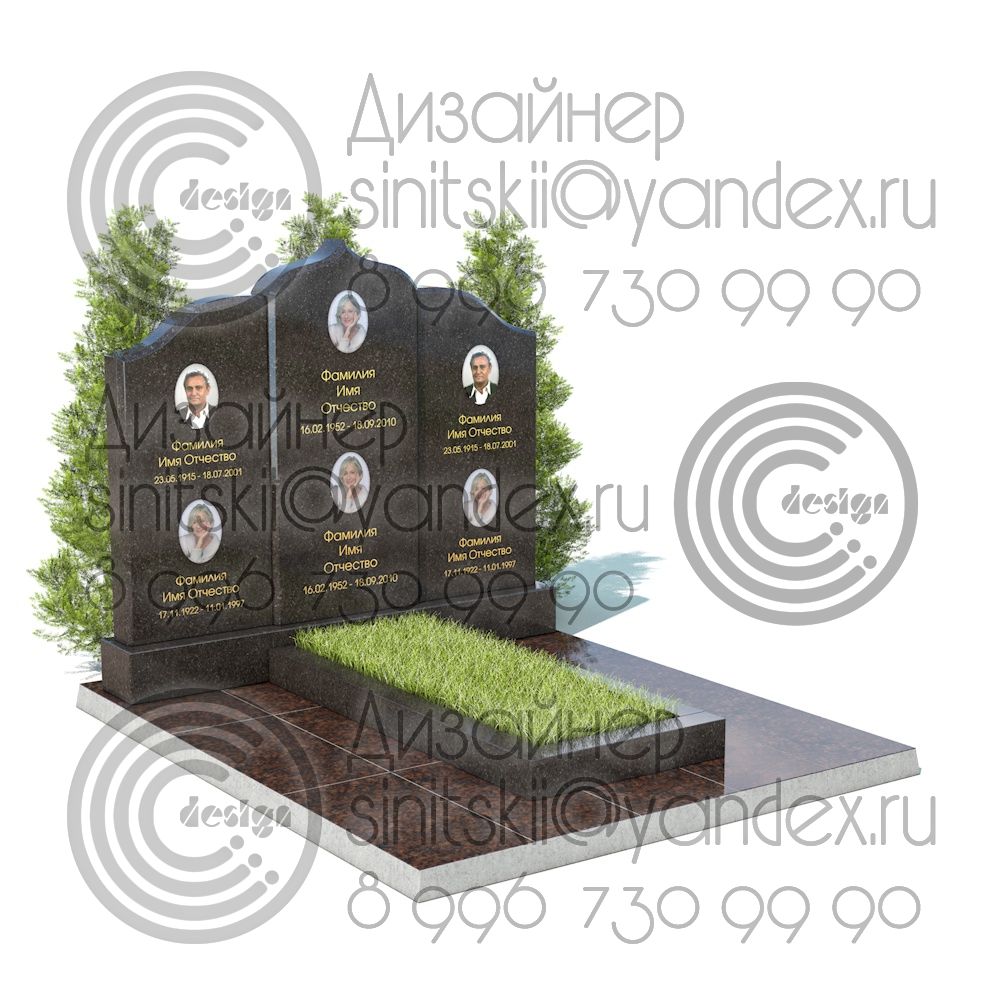 Дизайнер
sinitskii@yandex.ru
8 996 730 99 90
design
Фамилия
Имя
Отчество
16.02.1952 - 18.09.2010
Фамилия
Имя Отчество
23.05.1915 - 18.07.2001
Фамилия
Имя Отчество
23.05.1915 - 18.07.2001
Дизайнер
sinitskii@yandex.ru
8 996 730 99 90
design
Фамилия
Имя
Отчество
16.02.1952 - 18.09.2010
Фамилия
Имя Отчество
17.11.1922 - 11.01.1997
Фамилия
Имя Отчество
17.11.1922 - 11.01.1997
Дизайнер
sinitskii@yandex.ru
8 996 730 99 90
design